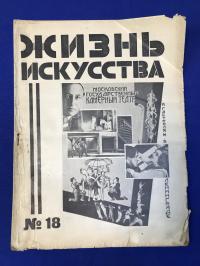 ЖИЗНЬ
ИСКУССТВА
МОСКОВСКИЙ
ГОСУДАРСТВЕННЫЙ
КАМЕРНЫЙ ТЕАТР
№ 18